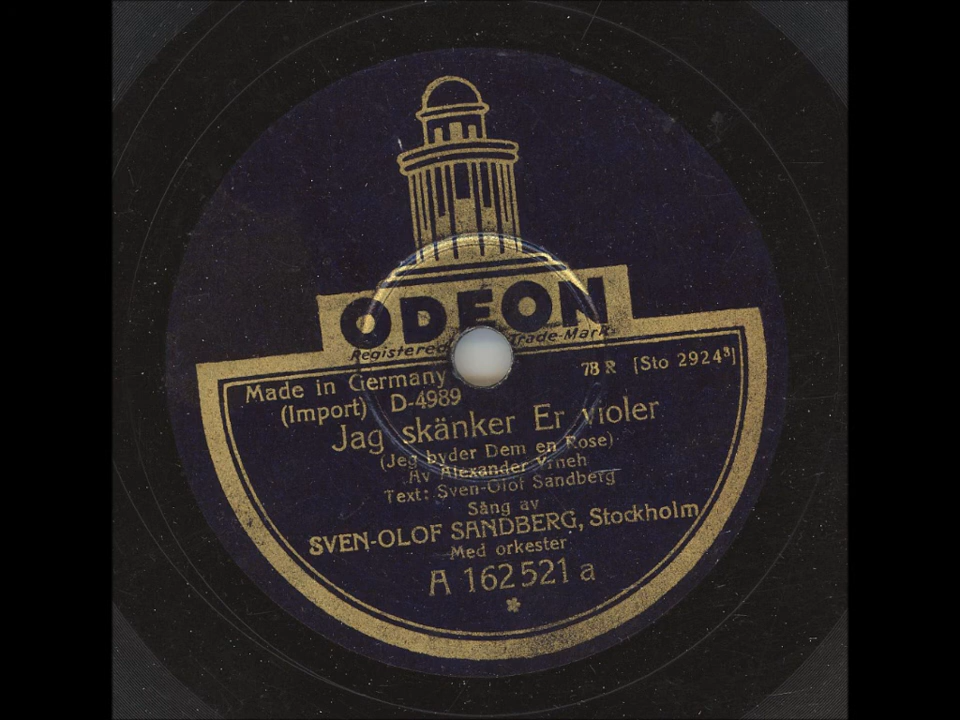 ODEON
Registered Trade-Mark.
Made in Germany
78 R [Sto 2924³]
(Import) D-4989
Jag skänker Er violer
(Jeg byder Dem en Rose)
Av Alexander Vrneh
Text: Sven-Olof Sandberg
Sång av
SVEN-OLOF SANDBERG, Stockholm
Med orkester
A 162521 a
*